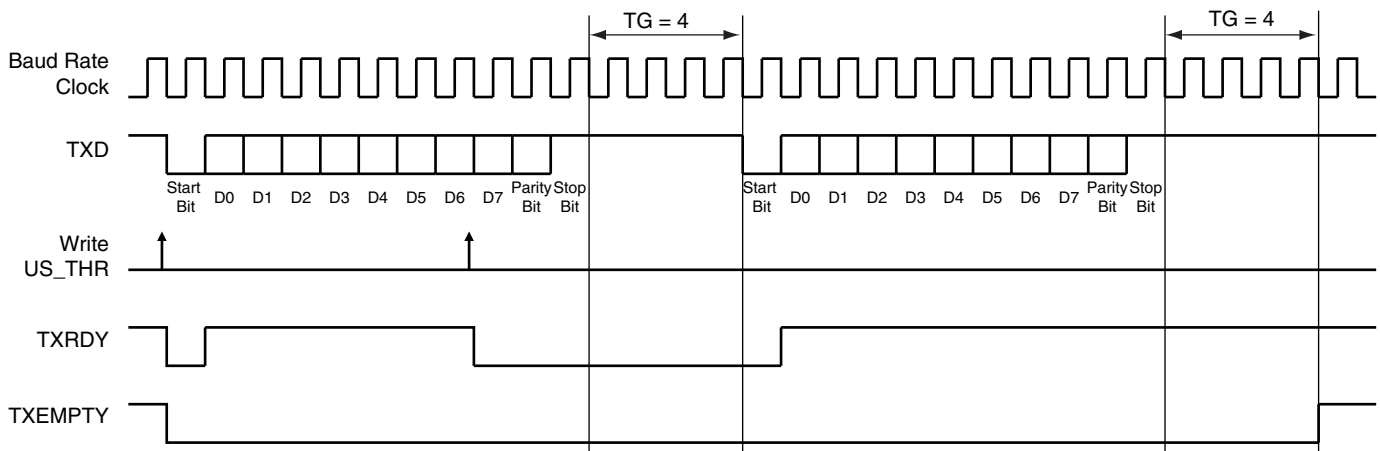 TG = 4
TG = 4
Baud Rate
Clock
TXD
Start
Bit
D0
D1
D2
D3
D4
D5
D6
D7
Parity
Bit
Stop
Bit
Start
Bit
D0
D1
D2
D3
D4
D5
D6
D7
Parity
Bit
Stop
Bit
Write
US_THR
TXRDY
TXEMPTY